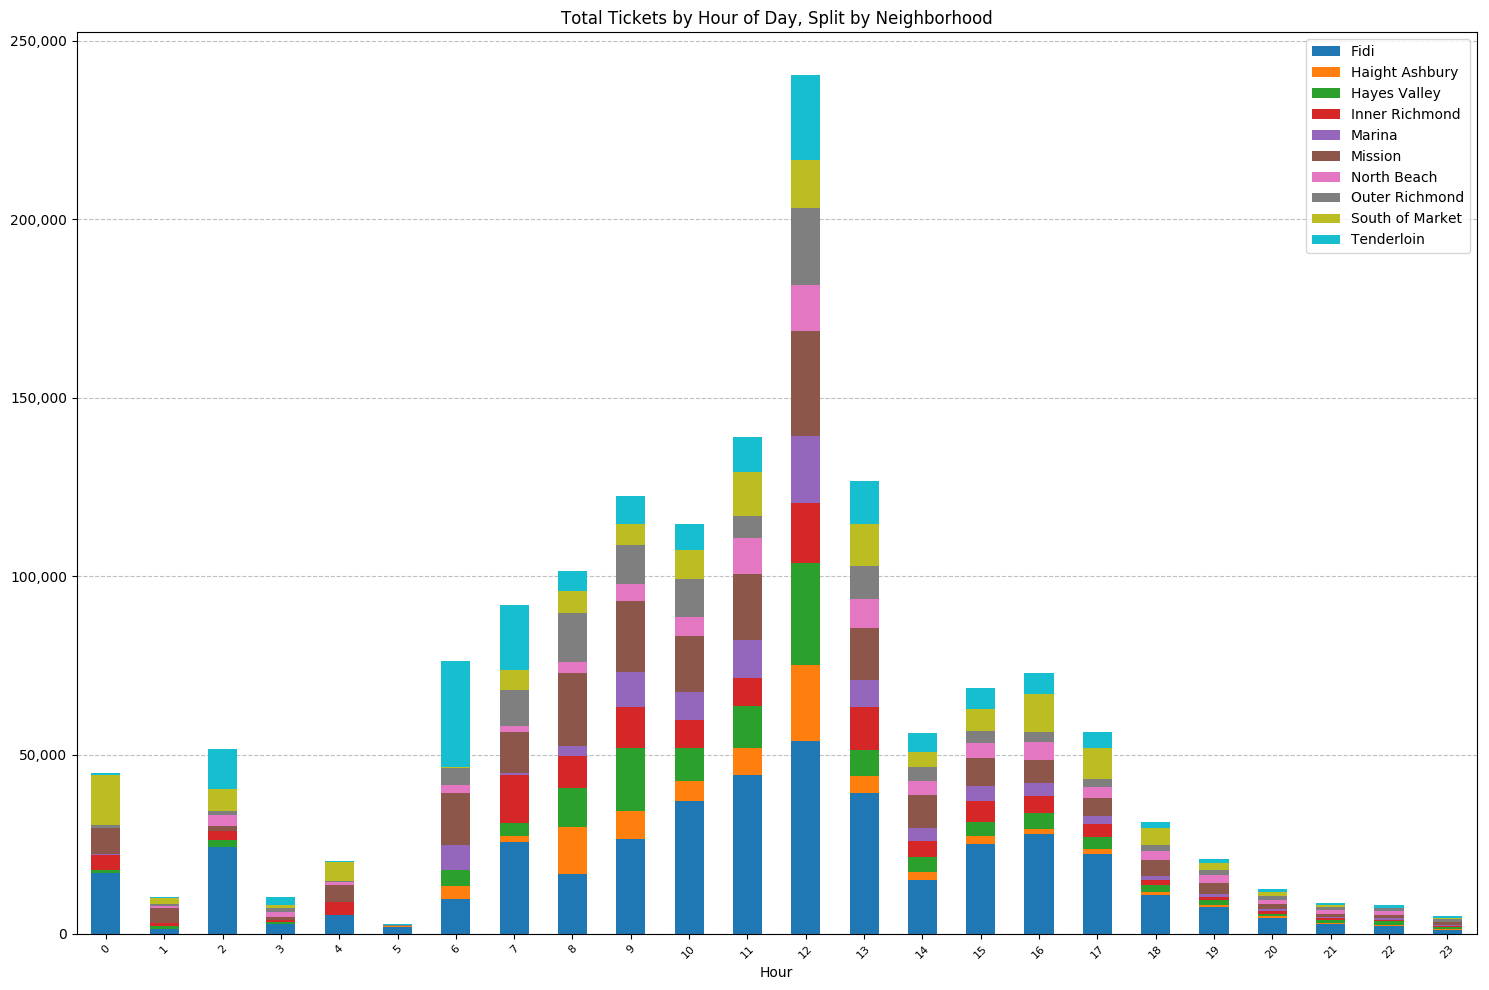 Total Tickets by Hour of Day, Split by Neighborhood
250,000
200,000
150,000
100,000
50,000
0
Fidi
Haight Ashbury
Hayes Valley
Inner Richmond
Marina
Mission
North Beach
Outer Richmond
South of Market
Tenderloin
0 1 2 3 4 5 6 7 8 9 10 11 12 13 14 15 16 17 18 19 20 21 22 23
Hour